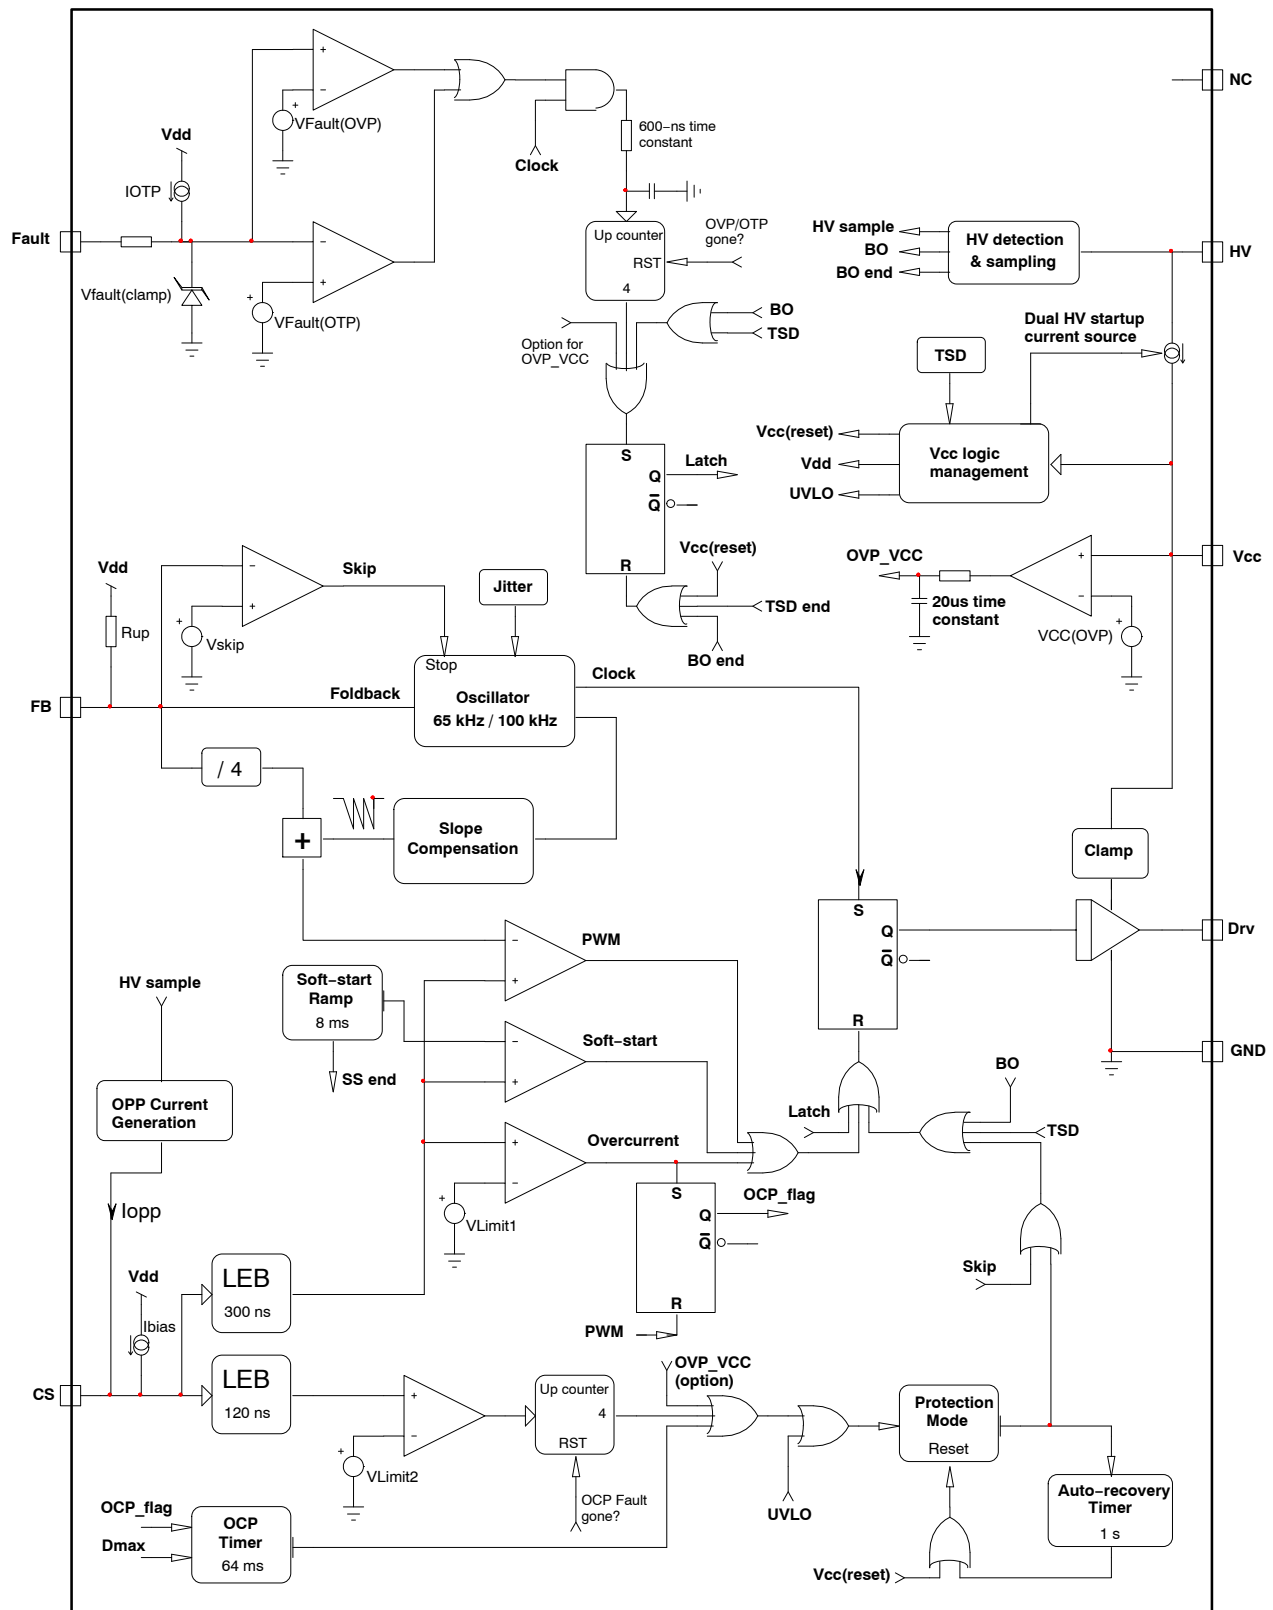 NC
VFault(OVP)
600−ns time
constant
Vdd
Clock
IOTP
Fault
Up counter
RST
4
OVP/OTP
gone?
HV sample
BO
BO end
HV detection
& sampling
HV
Vfault(clamp)
VFault(OTP)
BO
TSD
Option for
OVP_VCC
Dual HV startup
current source
TSD
S
Q
Q
R
Latch
Vcc(reset)
Vdd
UVLO
Vcc logic
management
Vcc(reset)
TSD end
BO end
OVP_VCC
20us time
constant
VCC(OVP)
+
−
+
Vcc
Vdd
Rup
Skip
Vskip
Jitter
Stop
Oscillator
65 kHz / 100 kHz
Clock
Foldback
FB
/ 4
+
Slope
Compensation
Clamp
S
Q
Q
R
Drv
PWM
HV sample
Soft−start
Ramp
8 ms
SS end
Soft−start
GND
BO
OPP Current
Generation
Latch
TSD
Overcurrent
VLimit1
S
Q
Q
R
OCP_flag
Iopp
Skip
Vdd
Ibias
LEB
300 ns
PWM
CS
LEB
120 ns
OVP_VCC
(option)
Up counter
4
RST
Protection
Mode
Reset
VLimit2
OCP Fault
gone?
UVLO
Auto−recovery
Timer
1 s
OCP_flag
Dmax
OCP
Timer
64 ms
Vcc(reset)